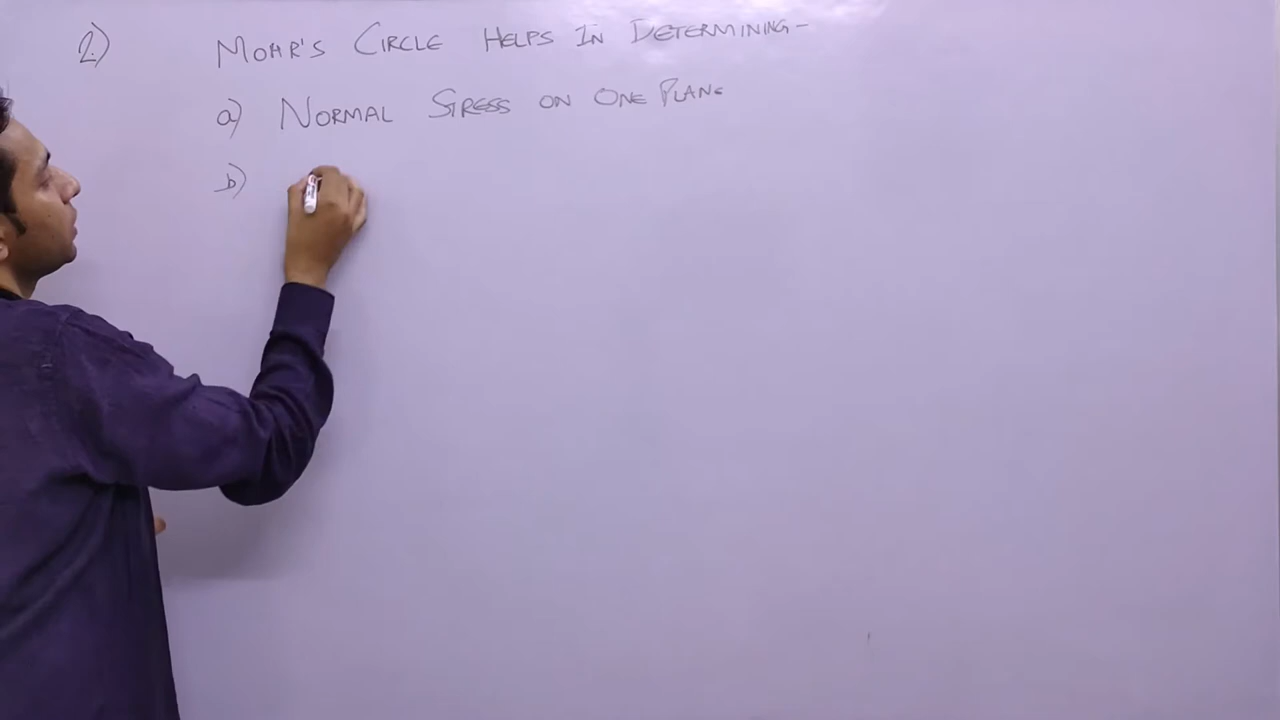 2.) MOHR'S CIRCLE HELPS IN DETERMINING-
a) NORMAL STRESS ON ONE PLANE
b)